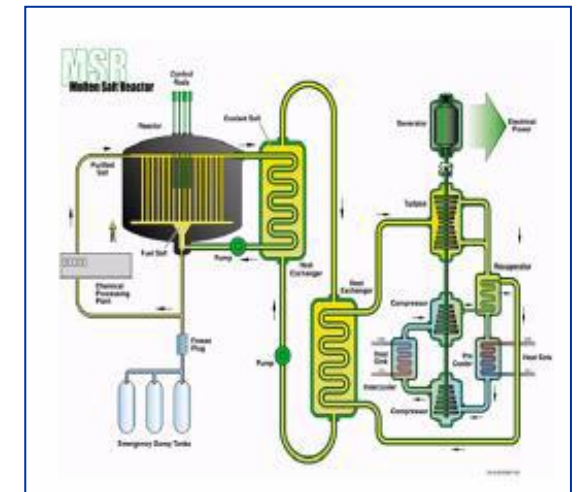 MSR
Molten Salt Reactor
Control
Rods
Coolant Salt
Reactor
Purified
Salt
Generator
Electrical
Power
Turbine
Fuel Salt
Pump
Heat
Exchanger
Chemical
Processing
Plant
Heat
Exchanger
Recuperator
Compressor
Freeze
Plug
Pump
Heat
Sink
Pre
Cooler
Heat Sink
Intercooler
Compressor
Emergency Dump Tanks